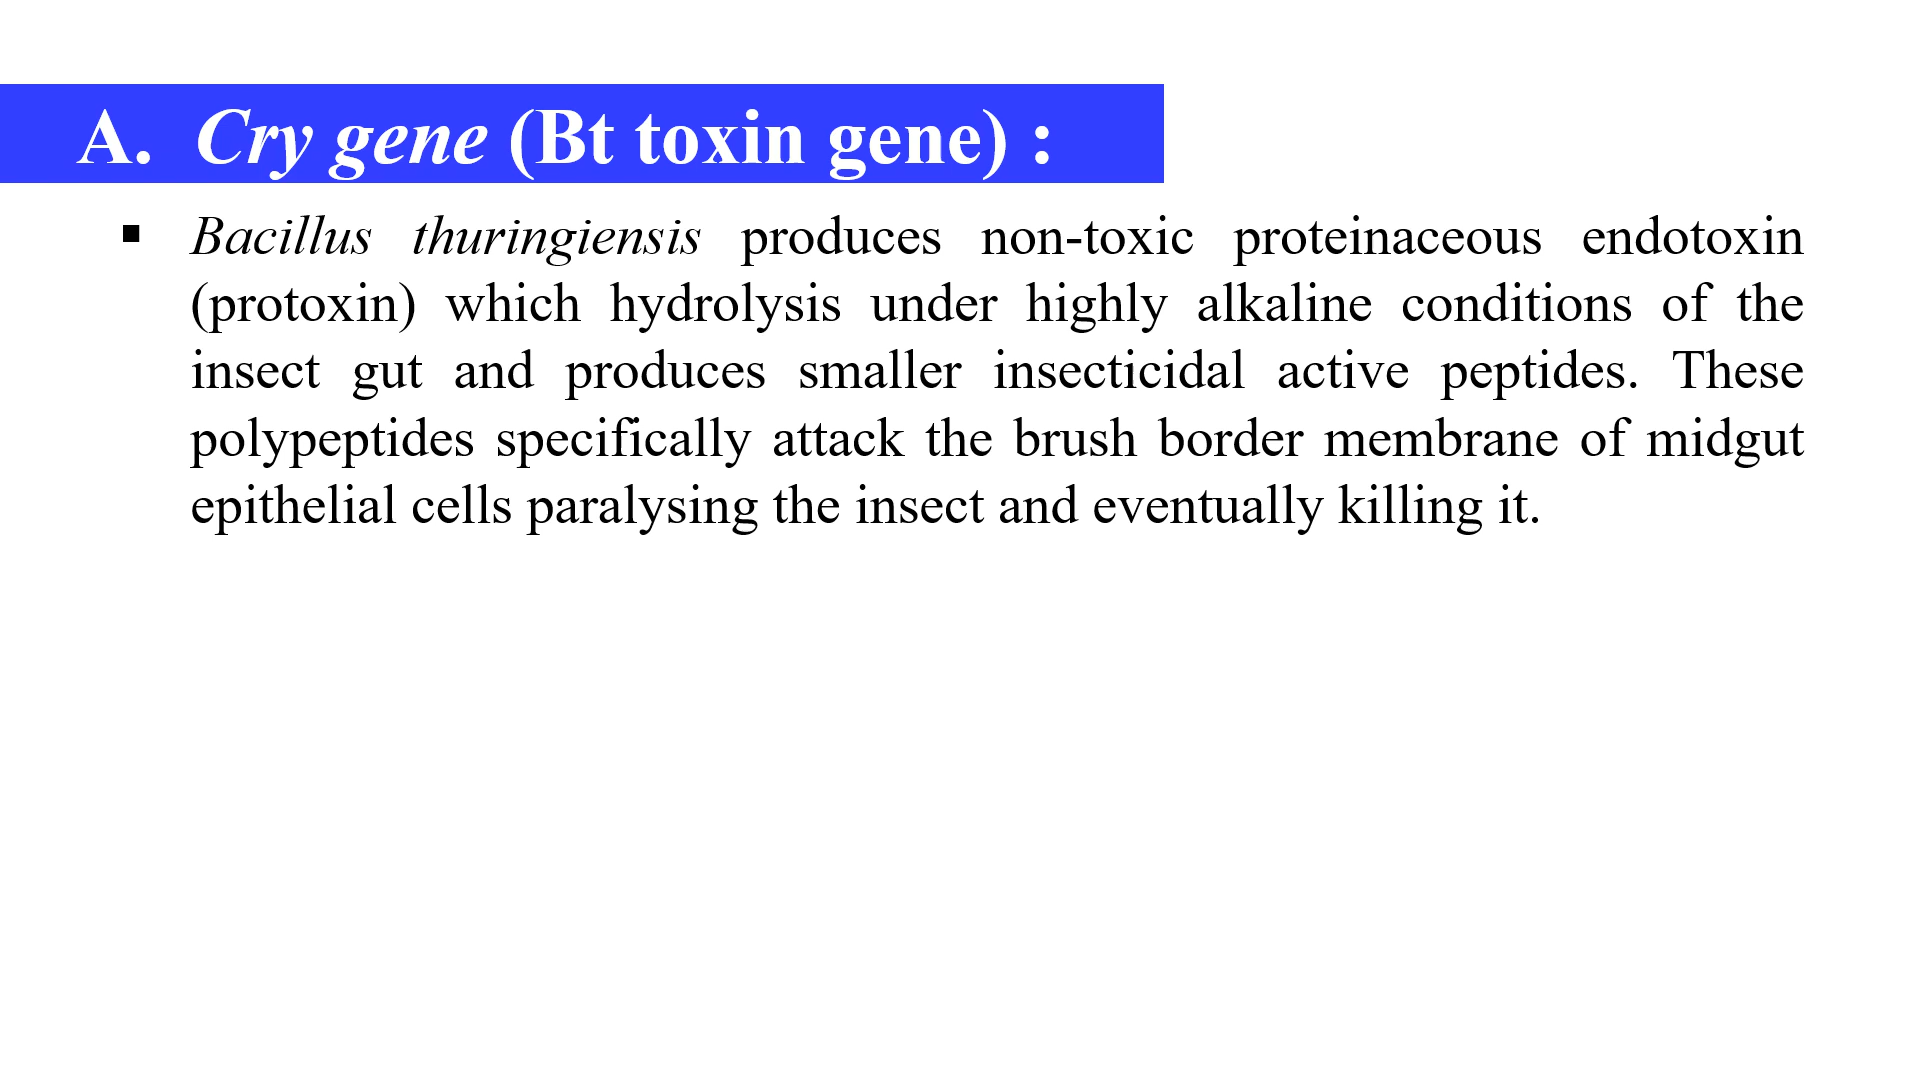 A. Cry gene (Bt toxin gene) :
▪ Bacillus thuringiensis produces non-toxic proteinaceous endotoxin
(protoxin) which hydrolysis under highly alkaline conditions of the
insect gut and produces smaller insecticidal active peptides. These
polypeptides specifically attack the brush border membrane of midgut
epithelial cells paralysing the insect and eventually killing it.